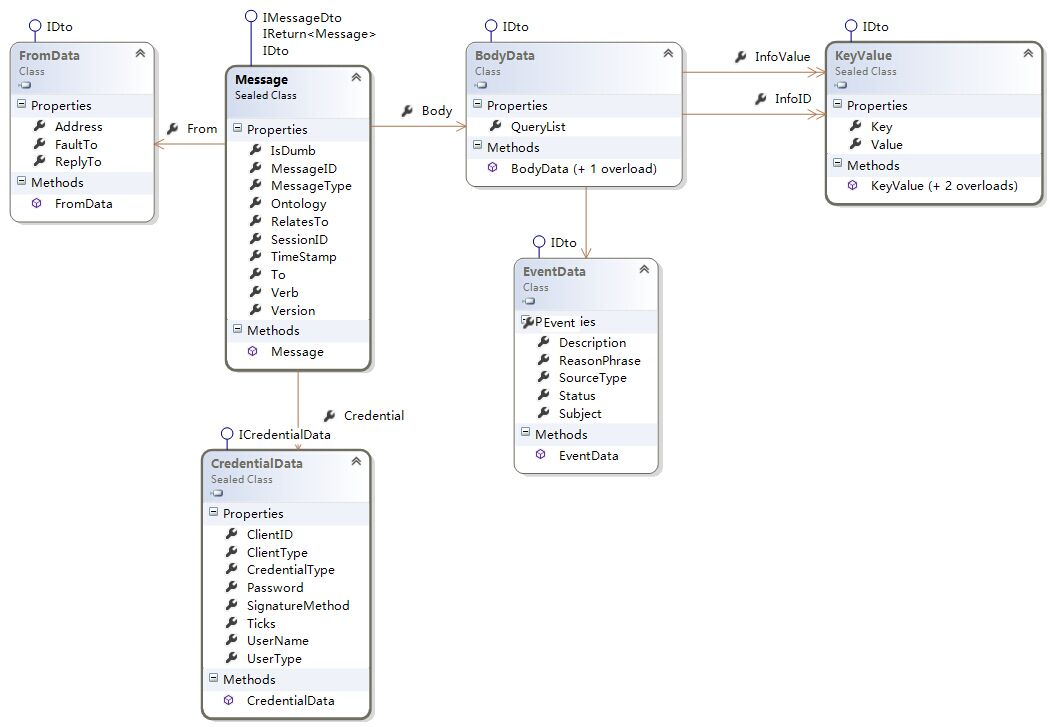 IDto
FromData
Class
Properties
Address
FaultTo
ReplyTo
Methods
FromData
From
IMessageDto
IReturn<Message>
IDto
Message
Sealed Class
Properties
IsDumb
MessageID
MessageType
Ontology
RelatesTo
SessionID
TimeStamp
To
Verb
Version
Methods
Message
Body
IDto
BodyData
Class
Properties
QueryList
Methods
BodyData (+ 1 overload)
InfoValue
InfoID
IDto
KeyValue
Sealed Class
Properties
Key
Value
Methods
KeyValue (+ 2 overloads)
IDto
EventData
Class
Event
Description
ReasonPhrase
SourceType
Status
Subject
Methods
EventData
Credential
ICredentialData
CredentialData
Sealed Class
Properties
ClientID
ClientType
CredentialType
Password
SignatureMethod
Ticks
UserName
UserType
Methods
CredentialData